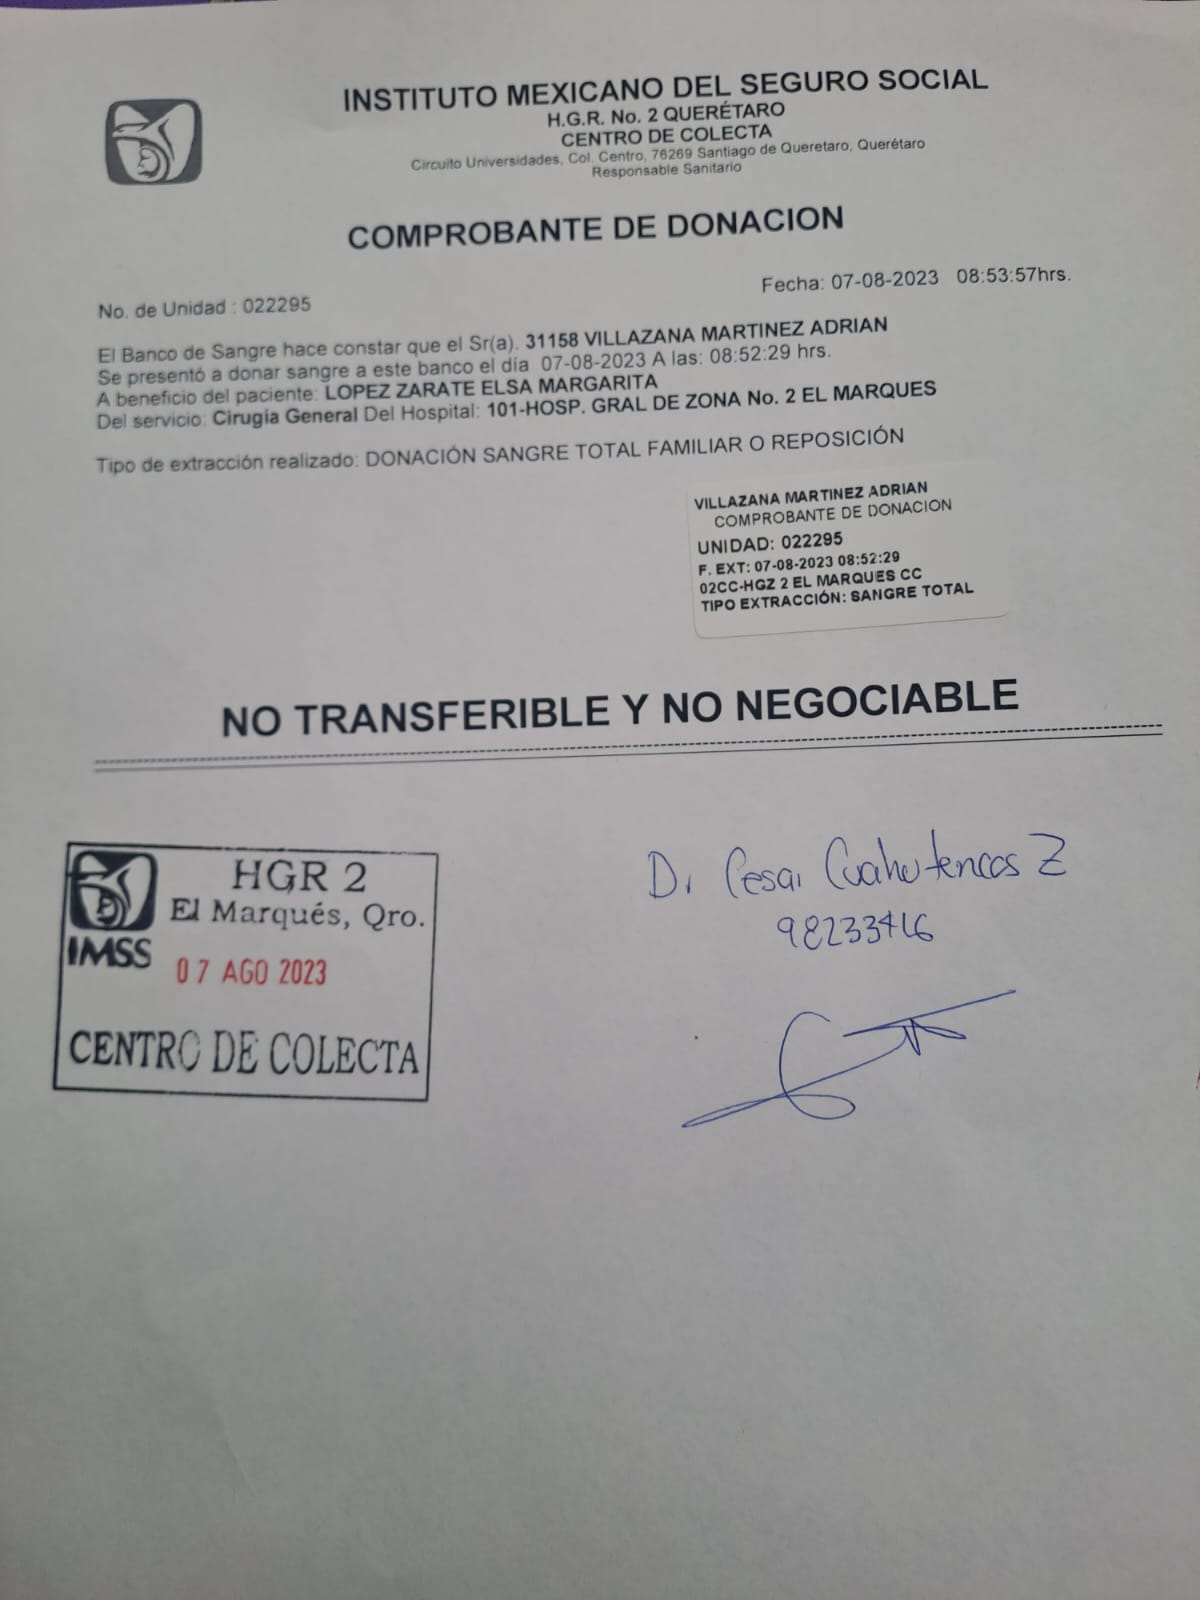 INSTITUTO MEXICANO DEL SEGURO SOCIAL
H.G.R. No. 2 QUERÉTARO
CENTRO DE COLECTA
Circuito Universidades, Col. Centro, 76269 Santiago de Queretaro, Querétaro
Responsable Sanitario
COMPROBANTE DE DONACION
Fecha: 07-08-2023 08:53:57hrs.
No. de Unidad : 022295
El Banco de Sangre hace constar que el Sr(a). 31158 VILLAZANA MARTINEZ ADRIAN
Se presentó a donar sangre a este banco el día 07-08-2023 A las: 08:52:29 hrs.
A beneficio del paciente: LOPEZ ZARATE ELSA MARGARITA
Del servicio: Cirugia General Del Hospital: 101-HOSP. GRAL DE ZONA No. 2 EL MARQUES
Tipo de extracción realizado: DONACIÓN SANGRE TOTAL FAMILIAR O REPOSICIÓN
VILLAZANA MARTINEZ ADRIAN
COMPROBANTE DE DONACION
UNIDAD: 022295
F. EXT: 07-08-2023 08:52:29
02CC-HGZ 2 EL MARQUES CC
TIPO EXTRACCIÓN: SANGRE TOTAL
NO TRANSFERIBLE Y NO NEGOCIABLE
HGR 2
El Marqués, Qro.
IMSS
07 AGO 2023
CENTRO DE COLECTA
Dr Cesar Z